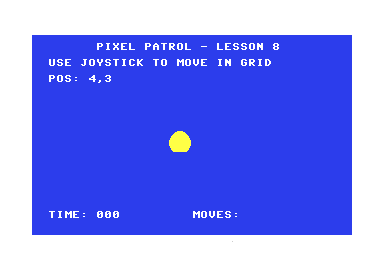 PIXEL PATROL - LESSON 8
USE JOYSTICK TO MOVE IN GRID
POS: 4,3
TIME: 000 MOVES: